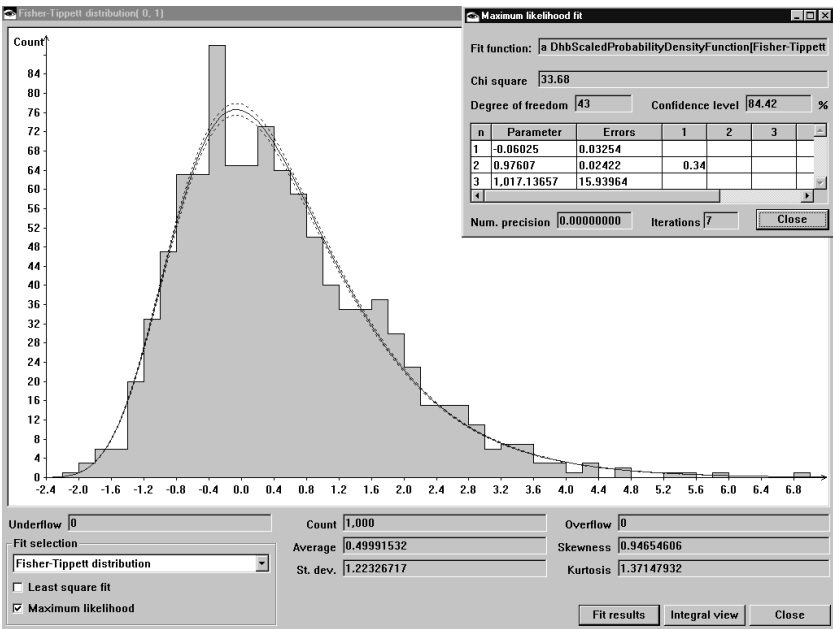 Fisher-Tippett distribution( 0, 1)
Count
84
80
76
72
68
64
60
56
52
48
44
40
36
32
28
24
20
16
12
8
4
0
-2.4 -2.0 -1.6 -1.2 -0.8 -0.4 0.0 0.4 0.8 1.2 1.6 2.0 2.4 2.8 3.2 3.6 4.0 4.4 4.8 5.2 5.6 6.0 6.4 6.8
Maximum likelihood fit
Fit function: a DhbScaledProbabilityDensityFunction[Fisher-Tippett
Chi square 33.68
Degree of freedom 43 Confidence level 84.42 %
n Parameter Errors 1 2 3
1 -0.06025 0.03254
2 0.97607 0.02422 0.34
3 1,017.13657 15.93964
Num. precision 0.00000000 Iterations 7 Close
Underflow 0 Count 1,000 Overflow 0
Fit selection Average 0.49991532 Skewness 0.94654606
Fisher-Tippett distribution St. dev. 1.22326717 Kurtosis 1.37147932
Least square fit
Maximum likelihood Fit results Integral view Close